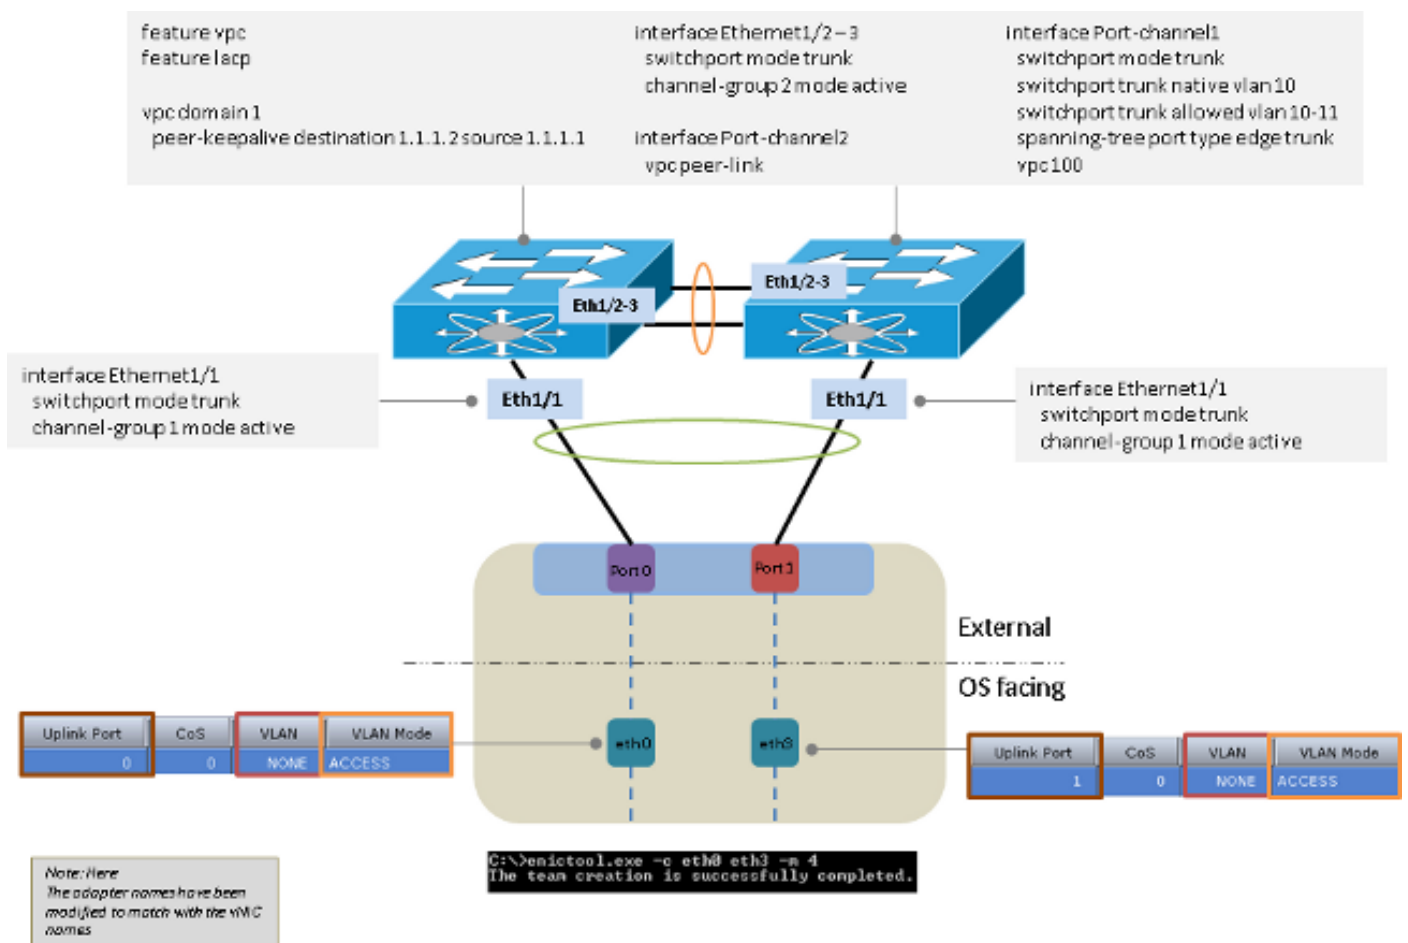 feature vpc
feature lacp
vpc domain 1
peer-keepalive destination 1.1.1.2 source 1.1.1.1
interface Ethernet1/2–3
switchport mode trunk
channel-group 2 mode active
interface Port-channel2
vpc peer-link
interface Port-channel1
switchport mode trunk
switchport trunk native vlan 10
switchport trunk allowed vlan 10-11
spanning-tree port type edge trunk
vpc 100
Eth1/2-3
Eth1/2-3
interface Ethernet1/1
switchport mode trunk
channel-group 1 mode active
Eth1/1
Eth1/1
interface Ethernet1/1
switchport mode trunk
channel-group 1 mode active
Port 0
Port 1
External
OS facing
Uplink Port CoS VLAN VLAN Mode
0 0 NONE ACCESS
eth0
eth3
Uplink Port CoS VLAN VLAN Mode
1 0 NONE ACCESS
C:\>enictool.exe -c eth0 eth3 -m 4
The team creation is successfully completed.
Note: Here
The adapter names have been
modified to match with the vNIC
names